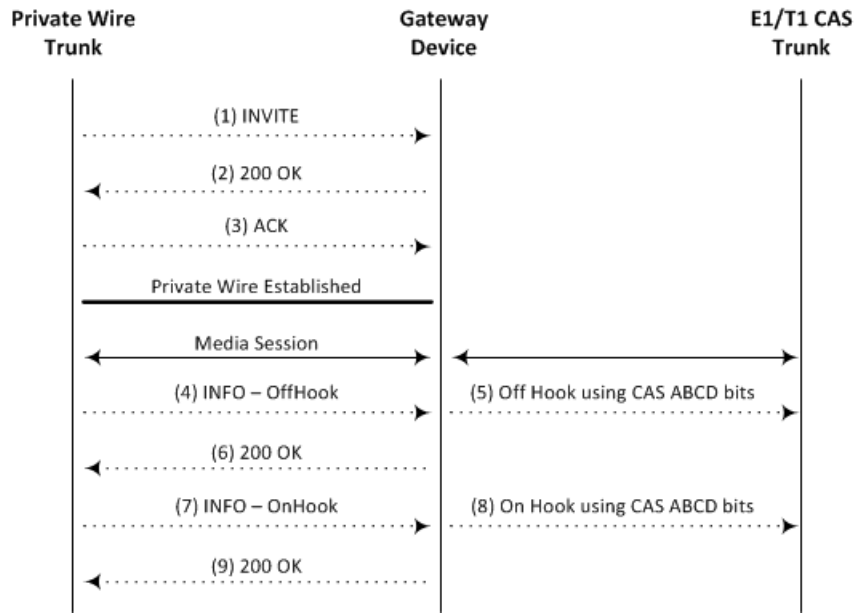 Private Wire
Trunk
Gateway
Device
E1/T1 CAS
Trunk
(1) INVITE
(2) 200 OK
(3) ACK
Private Wire Established
Media Session
(4) INFO – OffHook
(5) Off Hook using CAS ABCD bits
(6) 200 OK
(7) INFO – OnHook
(8) On Hook using CAS ABCD bits
(9) 200 OK